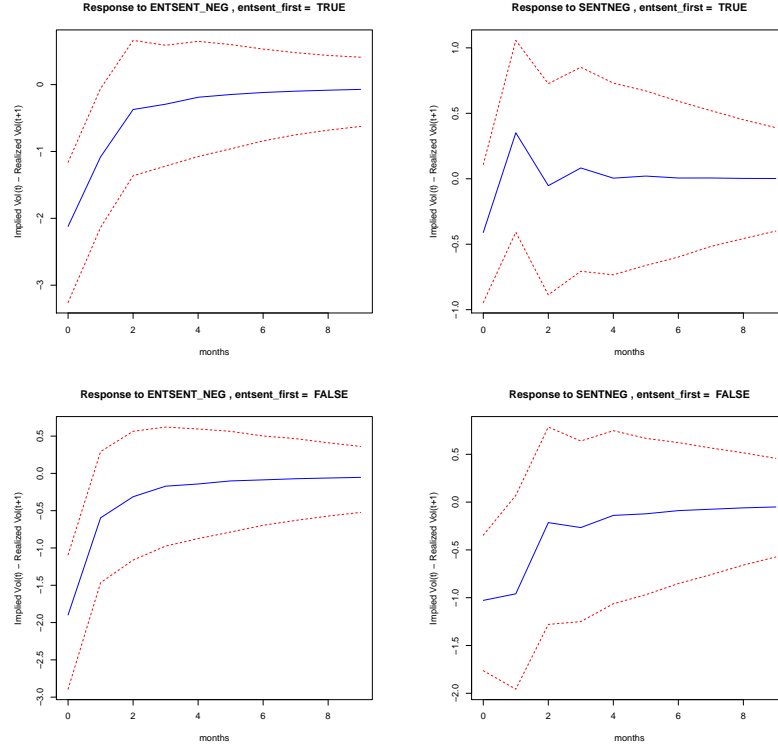 Response to ENTSENT_NEG , entsent_first = TRUE
Implied Vol(t) − Realized Vol(t+1)
0
−1
−2
−3
0 2 4 6 8
months
Response to SENTNEG , entsent_first = TRUE
Implied Vol(t) − Realized Vol(t+1)
1.0
0.5
0.0
−0.5
−1.0
0 2 4 6 8
months
Response to ENTSENT_NEG , entsent_first = FALSE
Implied Vol(t) − Realized Vol(t+1)
0.5
0.0
−0.5
−1.0
−1.5
−2.0
−2.5
−3.0
0 2 4 6 8
months
Response to SENTNEG , entsent_first = FALSE
Implied Vol(t) − Realized Vol(t+1)
0.5
0.0
−0.5
−1.0
−1.5
−2.0
0 2 4 6 8
months